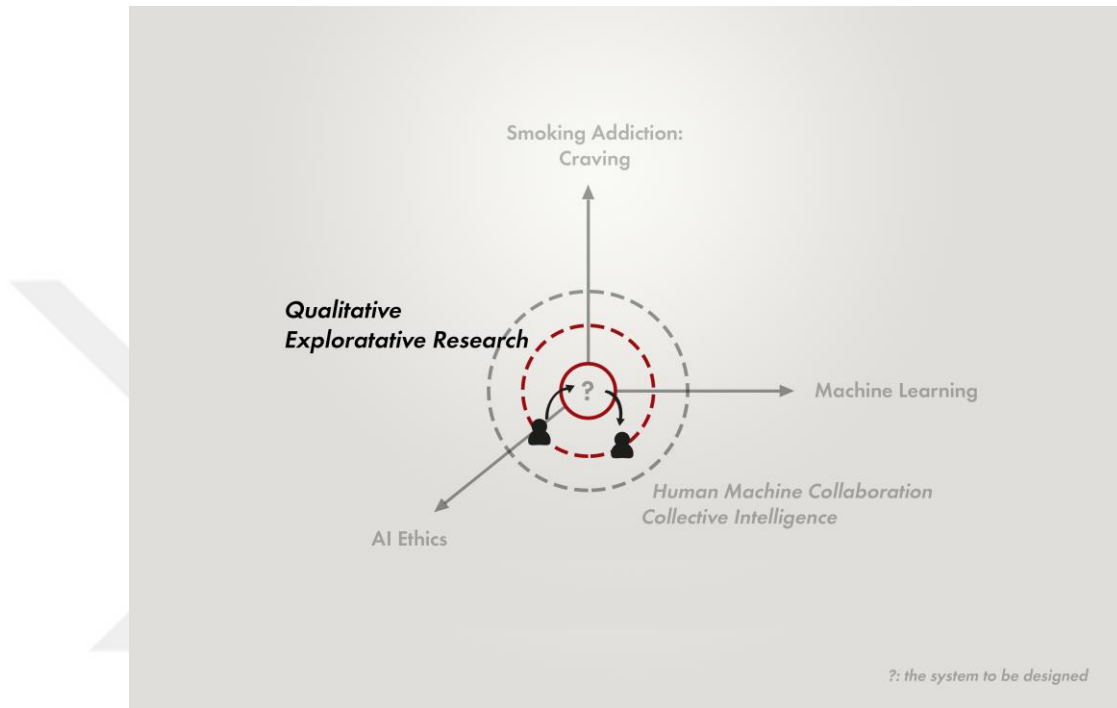 Smoking Addiction:
Craving
Qualitative
Exploratative Research
?
Machine Learning
Human Machine Collaboration
Collective Intelligence
AI Ethics
?: the system to be designed